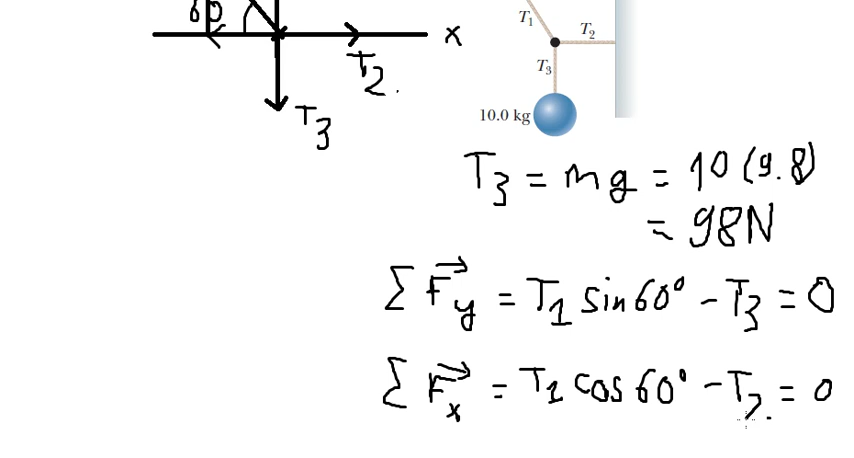 60
x
T₁
T₂
T₂.
T₃
10.0 kg
T₃
T₃ = mg = 10 (9.8)
= 98N
Σ F⃗y = T₁ sin 60° - T₃ = 0
Σ F⃗x = T₁ cos 60° - T₂. = 0